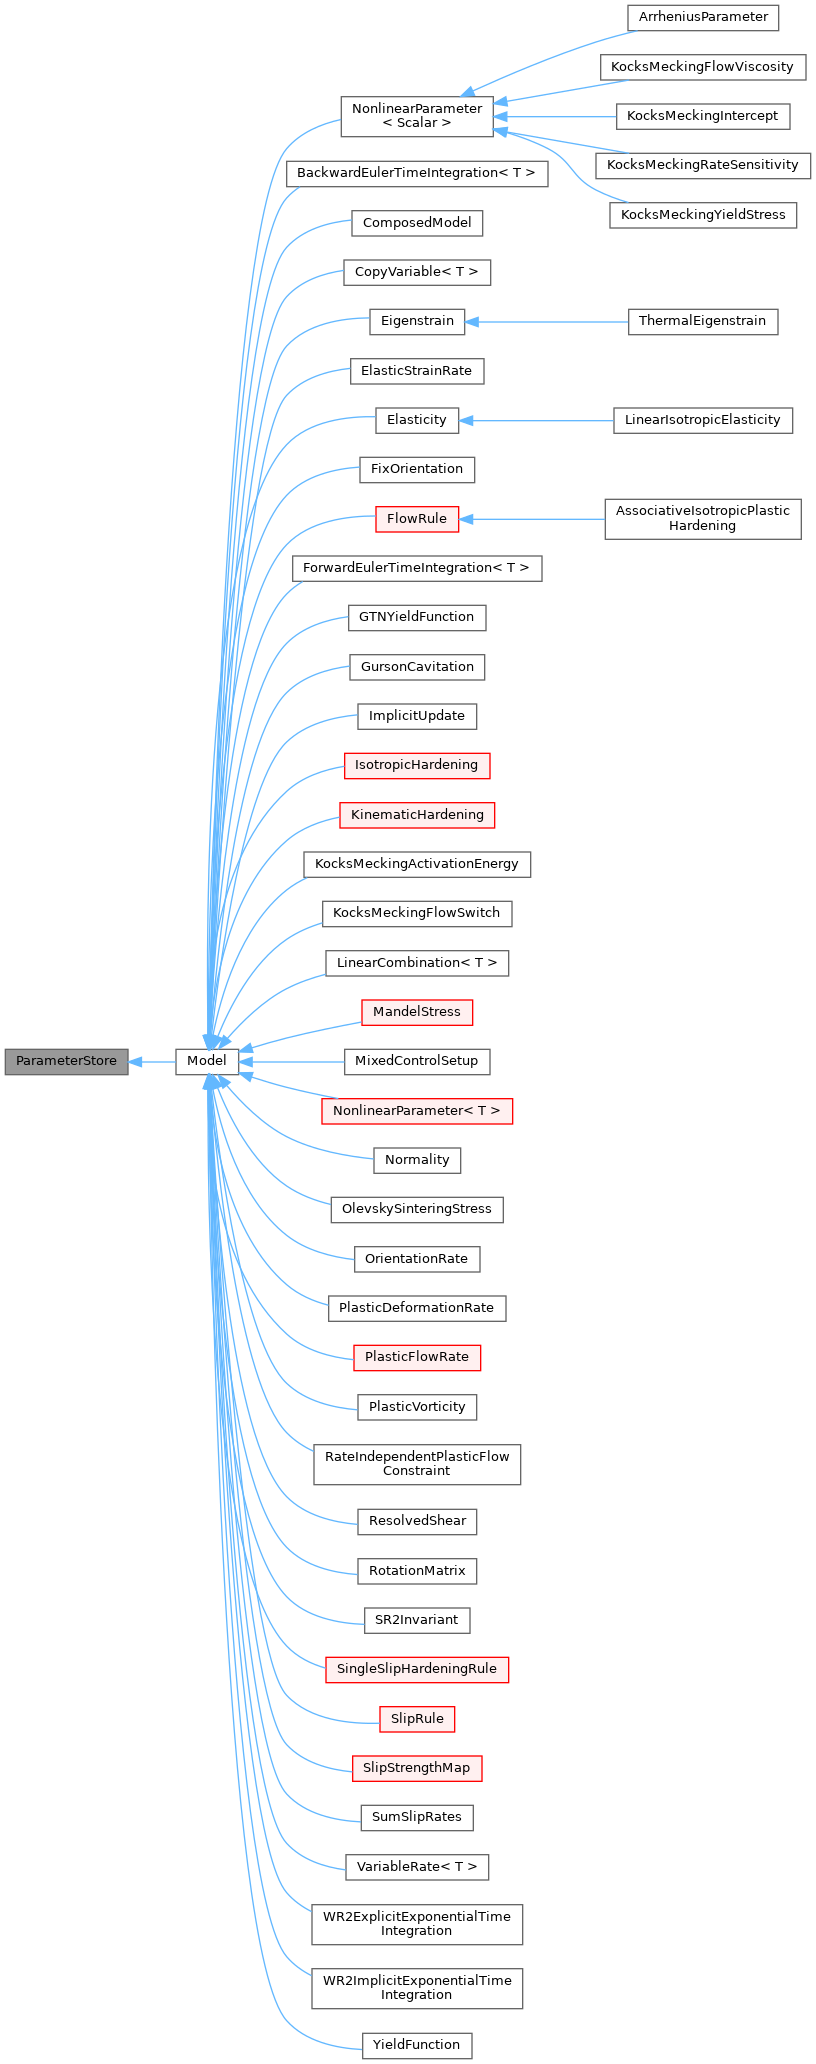 ArrheniusParameter
KocksMeckingFlowViscosity
NonlinearParameter
< Scalar >
KocksMeckingIntercept
KocksMeckingRateSensitivity
BackwardEulerTimeIntegration< T >
KocksMeckingYieldStress
ComposedModel
CopyVariable< T >
Eigenstrain
ThermalEigenstrain
ElasticStrainRate
Elasticity
LinearIsotropicElasticity
FixOrientation
FlowRule
AssociativeIsotropicPlastic
Hardening
ForwardEulerTimeIntegration< T >
GTNYieldFunction
GursonCavitation
ImplicitUpdate
IsotropicHardening
KinematicHardening
KocksMeckingActivationEnergy
KocksMeckingFlowSwitch
LinearCombination< T >
MandelStress
ParameterStore
Model
MixedControlSetup
NonlinearParameter< T >
Normality
OlevskySinteringStress
OrientationRate
PlasticDeformationRate
PlasticFlowRate
PlasticVorticity
RateIndependentPlasticFlow
Constraint
ResolvedShear
RotationMatrix
SR2Invariant
SingleSlipHardeningRule
SlipRule
SlipStrengthMap
SumSlipRates
VariableRate< T >
WR2ExplicitExponentialTime
Integration
WR2ImplicitExponentialTime
Integration
YieldFunction